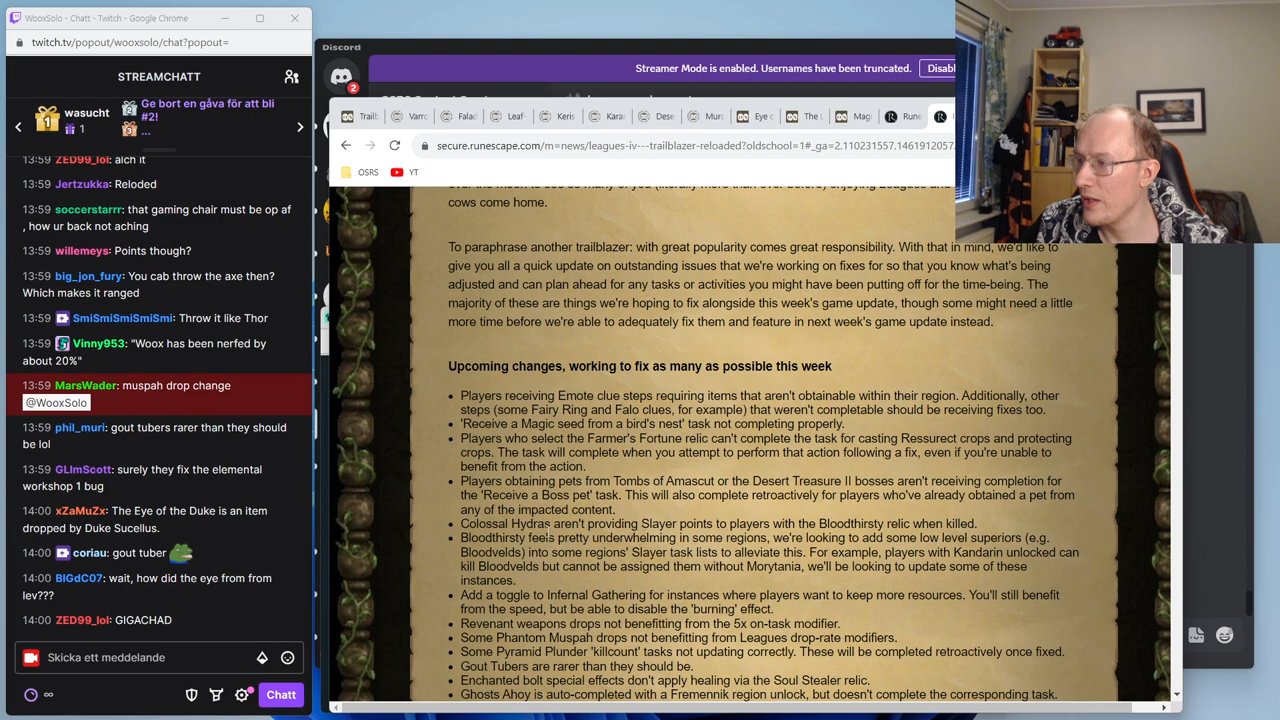 WooxSolo - Chatt - Twitch - Google Chrome
twitch.tv/popout/wooxsolo/chat?popout=
STREAMCHATT
wasucht
1
Ge bort en gåva för att bli
#2!
...
13:59 ZED99_lol: alch it
13:59 Jertzukka: Reloded
13:59 soccerstarrr: that gaming chair must be op af
, how ur back not aching
13:59 willemeys: Points though?
13:59 big_jon_fury: You cab throw the axe then?
Which makes it ranged
13:59 SmiSmiSmiSmiSmi: Throw it like Thor
13:59 Vinny953: "Woox has been nerfed by
about 20%"
13:59 MarsWader: muspah drop change
@WooxSolo
13:59 phil_muri: gout tubers rarer than they should
be lol
13:59 GLImScott: surely they fix the elemental
workshop 1 bug
14:00 xZaMuZx: The Eye of the Duke is an item
dropped by Duke Sucellus.
14:00 coriau: gout tuber
14:00 BIGdC07: wait, how did the eye from from
lev???
14:00 ZED99_lol: GIGACHAD
Skicka ett meddelande
Chatt
Discord
2
Streamer Mode is enabled. Usernames have been truncated.
Trailb
Varro
Falac
Leaf-
Keris
Karar
Dese
Murc
Eye c
The L
Magi
Rune
secure.runescape.com/m=news/leagues-iv---trailblazer-reloaded?oldschool=1#_ga=2.110231557.1461912057
OSRS
YT
cows come home.
To paraphrase another trailblazer: with great popularity comes great responsibility. With that in mind, we'd like to
give you all a quick update on outstanding issues that we're working on fixes for so that you know what's being
adjusted and can plan ahead for any tasks or activities you might have been putting off for the time-being. The
majority of these are things we're hoping to fix alongside this week's game update, though some might need a little
more time before we're able to adequately fix them and feature in next week's game update instead.
Upcoming changes, working to fix as many as possible this week
• Players receiving Emote clue steps requiring items that aren't obtainable within their region. Additionally, other
steps (some Fairy Ring and Falo clues, for example) that weren't completable should be receiving fixes too.
• 'Receive a Magic seed from a bird's nest' task not completing properly.
• Players who select the Farmer's Fortune relic can't complete the task for casting Ressurect crops and protecting
crops. The task will complete when you attempt to perform that action following a fix, even if you're unable to
benefit from the action.
• Players obtaining pets from Tombs of Amascut or the Desert Treasure II bosses aren't receiving completion for
the 'Receive a Boss pet' task. This will also complete retroactively for players who've already obtained a pet from
any of the impacted content.
• Colossal Hydras aren't providing Slayer points to players with the Bloodthirsty relic when killed.
• Bloodthirsty feels pretty underwhelming in some regions, we're looking to add some low level superiors (e.g.
Bloodvelds) into some regions' Slayer task lists to alleviate this. For example, players with Kandarin unlocked can
kill Bloodvelds but cannot be assigned them without Morytania, we'll be looking to update some of these
instances.
• Add a toggle to Infernal Gathering for instances where players want to keep more resources. You'll still benefit
from the speed, but be able to disable the 'burning' effect.
• Revenant weapons drops not benefitting from the 5x on-task modifier.
• Some Phantom Muspah drops not benefitting from Leagues drop-rate modifiers.
• Some Pyramid Plunder 'killcount' tasks not updating correctly. These will be completed retroactively once fixed.
• Gout Tubers are rarer than they should be.
• Enchanted bolt special effects don't apply healing via the Soul Stealer relic.
• Ghosts Ahoy is auto-completed with a Fremennik region unlock, but doesn't complete the corresponding task.